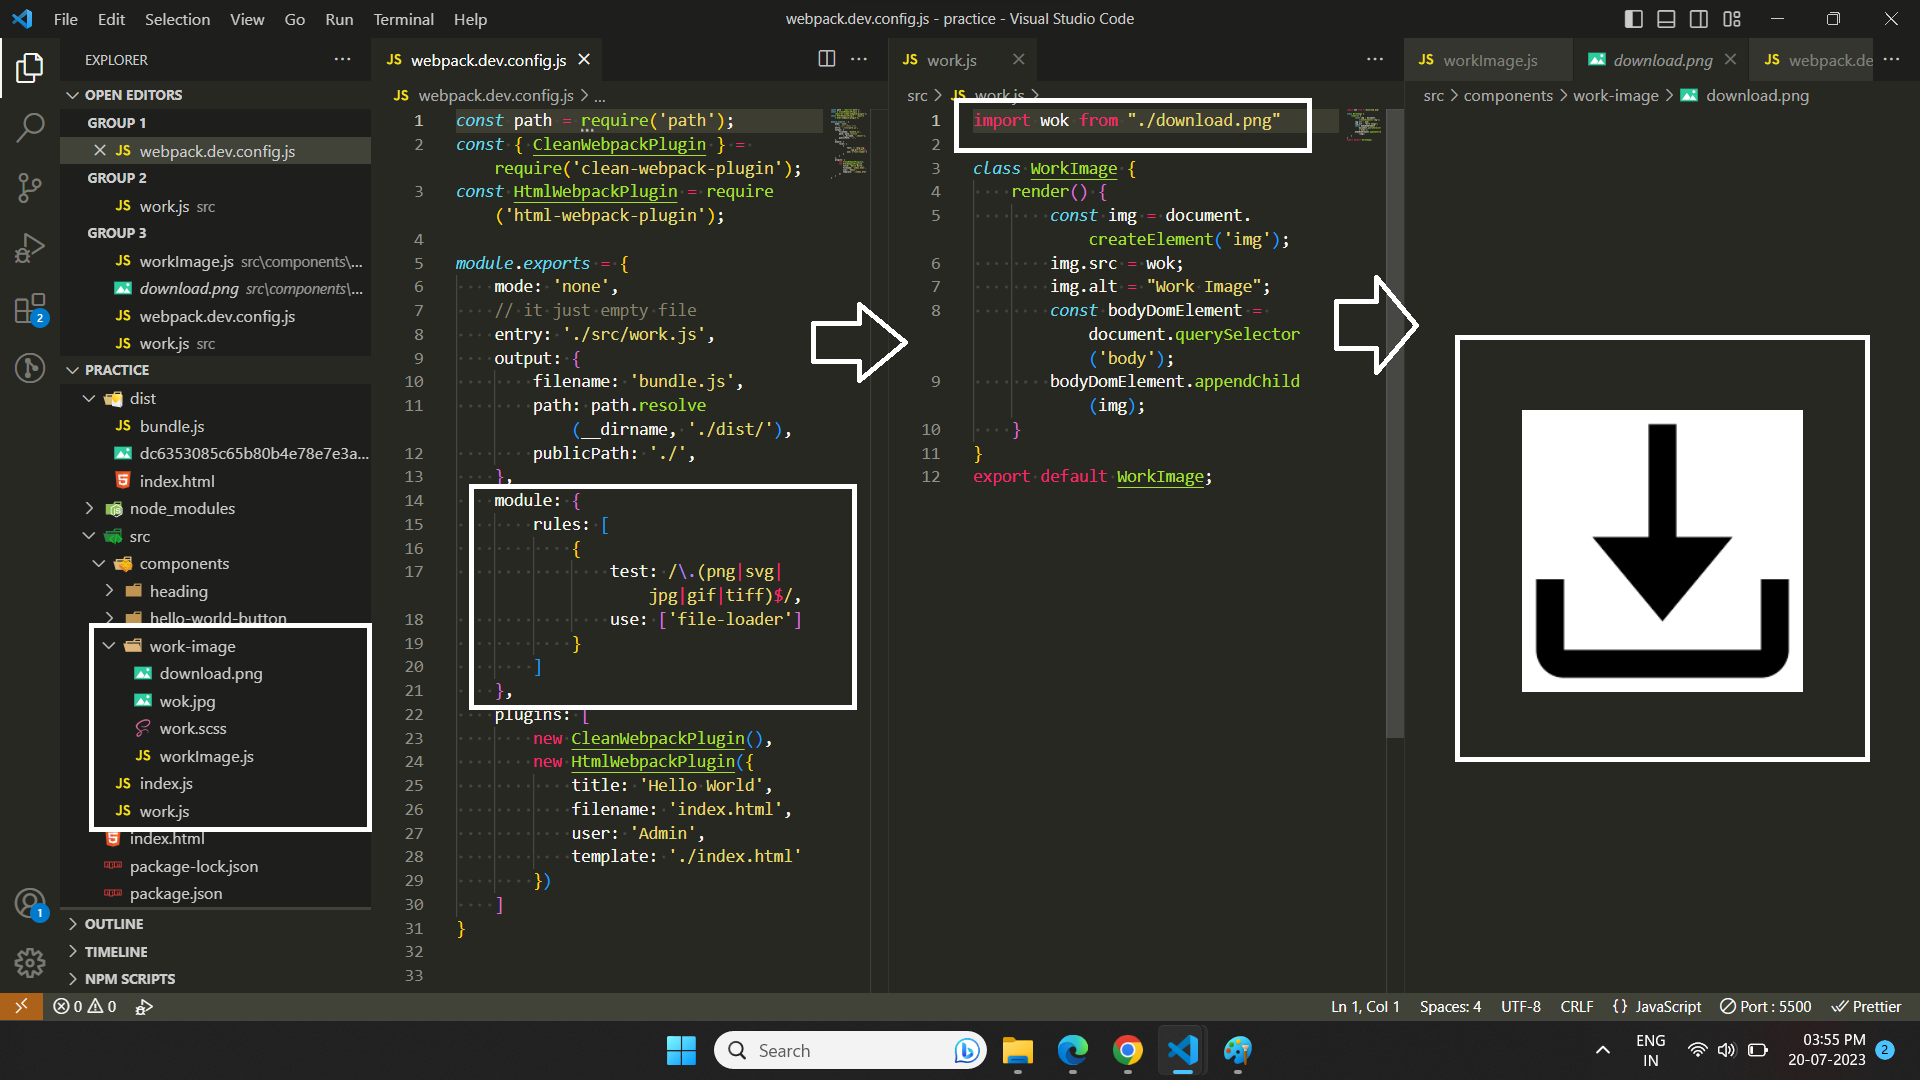 File Edit Selection View Go Run Terminal Help
webpack.dev.config.js - practice - Visual Studio Code
EXPLORER
OPEN EDITORS
GROUP 1
JS webpack.dev.config.js
GROUP 2
JS work.js src
GROUP 3
JS workImage.js src\components\...
download.png src\components\...
JS webpack.dev.config.js
JS work.js src
PRACTICE
dist
JS bundle.js
dc6353085c65b80b4e78e7e3a...
index.html
node_modules
src
components
heading
hello-world-button
work-image
download.png
wok.jpg
work.scss
JS workImage.js
JS index.js
JS work.js
index.html
package-lock.json
package.json
OUTLINE
TIMELINE
NPM SCRIPTS
2
1
JS webpack.dev.config.js
JS webpack.dev.config.js > ...
1 const path = require('path');
2 const { CleanWebpackPlugin } =
require('clean-webpack-plugin');
3 const HtmlWebpackPlugin = require
('html-webpack-plugin');
4
5 module.exports = {
6 mode: 'none',
7 // it just empty file
8 entry: './src/work.js',
9 output: {
10 filename: 'bundle.js',
11 path: path.resolve
(__dirname, './dist/'),
12 publicPath: './',
13 },
14 module: {
15 rules: [
16 {
17 test: /\.(png|svg|
jpg|gif|tiff)$/,
18 use: ['file-loader']
19 }
20 ]
21 },
22 plugins: [
23 new CleanWebpackPlugin(),
24 new HtmlWebpackPlugin({
25 title: 'Hello World',
26 filename: 'index.html',
27 user: 'Admin',
28 template: './index.html'
29 })
30 ]
31 }
32
33
JS work.js
src > JS work.js >
1 import wok from "./download.png"
2
3 class WorkImage {
4 render() {
5 const img = document.
createElement('img');
6 img.src = wok;
7 img.alt = "Work Image";
8 const bodyDomElement =
document.querySelector
('body');
9 bodyDomElement.appendChild
(img);
10 }
11 }
12 export default WorkImage;
JS workImage.js download.png JS webpack.de
src > components > work-image > download.png
0 0
Ln 1, Col 1 Spaces: 4 UTF-8 CRLF {} JavaScript Port : 5500 Prettier
Search
ENG
IN
03:55 PM
20-07-2023
2